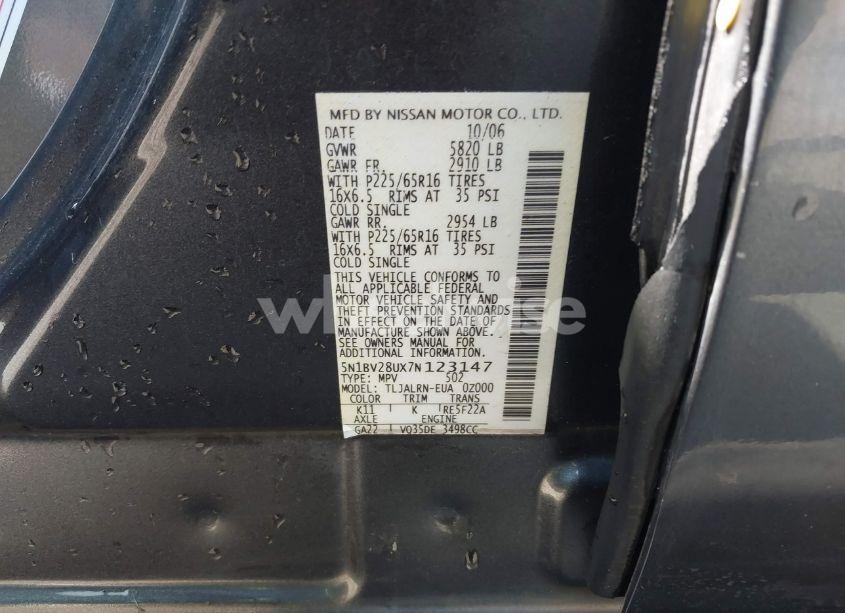 MFD BY NISSAN MOTOR CO., LTD.
DATE 10/06
GVWR 5820 LB
GAWR FR. 2910 LB
WITH P225/65R16 TIRES
16X6.5 RIMS AT 35 PSI
COLD SINGLE
GAWR RR. 2954 LB
WITH P225/65R16 TIRES
16X6.5 RIMS AT 35 PSI
COLD SINGLE
THIS VEHICLE CONFORMS TO
ALL APPLICABLE FEDERAL
MOTOR VEHICLE SAFETY AND
THEFT PREVENTION STANDARDS
IN EFFECT ON THE DATE OF
MANUFACTURE SHOWN ABOVE.
SEE OWNERS MANUAL FOR
ADDITIONAL INFORMATION.
5N1BV28UX7N123147
TYPE: MPV 502
MODEL: TLJALRN-EUA 0Z000
COLOR TRIM TRANS
K11 K RE5F22A
AXLE ENGINE
GA22 VQ35DE 3498CC